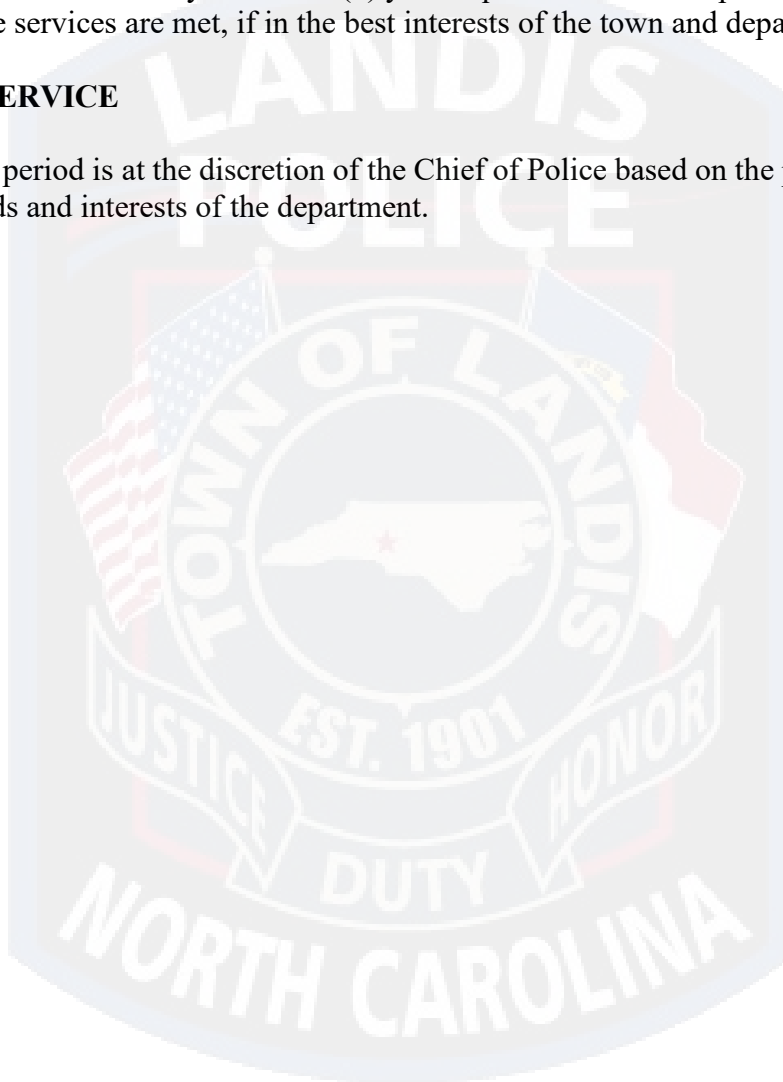 e services are met, if in the best interests of the town and depa
ERVICE
period is at the discretion of the Chief of Police based on the
ds and interests of the department.
LANDIS
POLICE
TOWN OF LANDIS
EST. 1901
JUSTICE
DUTY
HONOR
NORTH CAROLINA